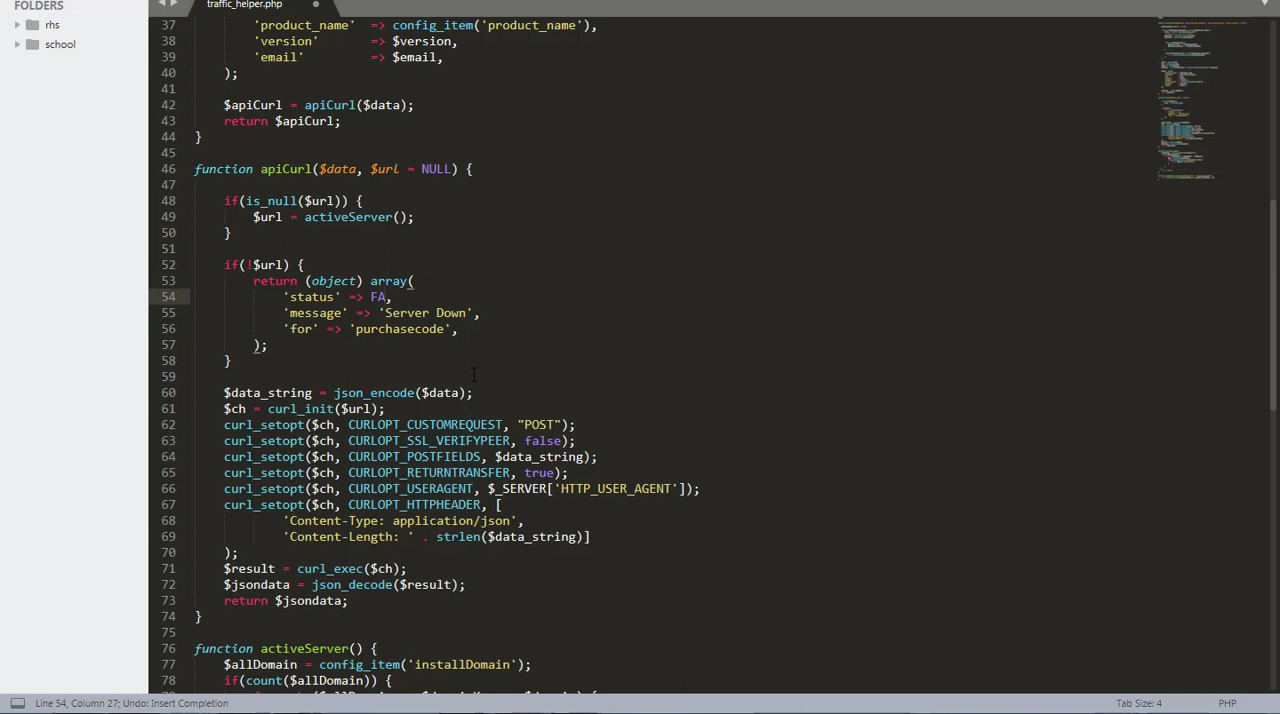 FOLDERS
rhs
school
traffic_helper.php
37 'product_name' => config_item('product_name'),
38 'version' => $version,
39 'email' => $email,
40 );
41
42 $apiCurl = apiCurl($data);
43 return $apiCurl;
44 }
45
46 function apiCurl($data, $url = NULL) {
47
48 if(is_null($url)) {
49 $url = activeServer();
50 }
51
52 if(!$url) {
53 return (object) array(
54 'status' => FA,
55 'message' => 'Server Down',
56 'for' => 'purchasecode',
57 );
58 }
59
60 $data_string = json_encode($data);
61 $ch = curl_init($url);
62 curl_setopt($ch, CURLOPT_CUSTOMREQUEST, "POST");
63 curl_setopt($ch, CURLOPT_SSL_VERIFYPEER, false);
64 curl_setopt($ch, CURLOPT_POSTFIELDS, $data_string);
65 curl_setopt($ch, CURLOPT_RETURNTRANSFER, true);
66 curl_setopt($ch, CURLOPT_USERAGENT, $_SERVER['HTTP_USER_AGENT']);
67 curl_setopt($ch, CURLOPT_HTTPHEADER, [
68 'Content-Type: application/json',
69 'Content-Length: ' . strlen($data_string)]
70 );
71 $result = curl_exec($ch);
72 $jsondata = json_decode($result);
73 return $jsondata;
74 }
75
76 function activeServer() {
77 $allDomain = config_item('installDomain');
78 if(count($allDomain)) {
Line 54, Column 27; Undo: Insert Completion
Tab Size: 4
PHP